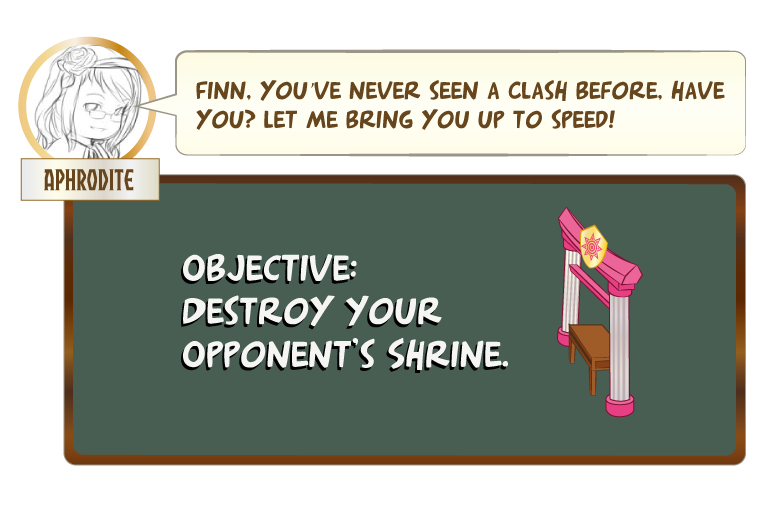 FINN, YOU'VE NEVER SEEN A CLASH BEFORE, HAVE
YOU? LET ME BRING YOU UP TO SPEED!
APHRODITE
OBJECTIVE:
DESTROY YOUR
OPPONENT'S SHRINE.